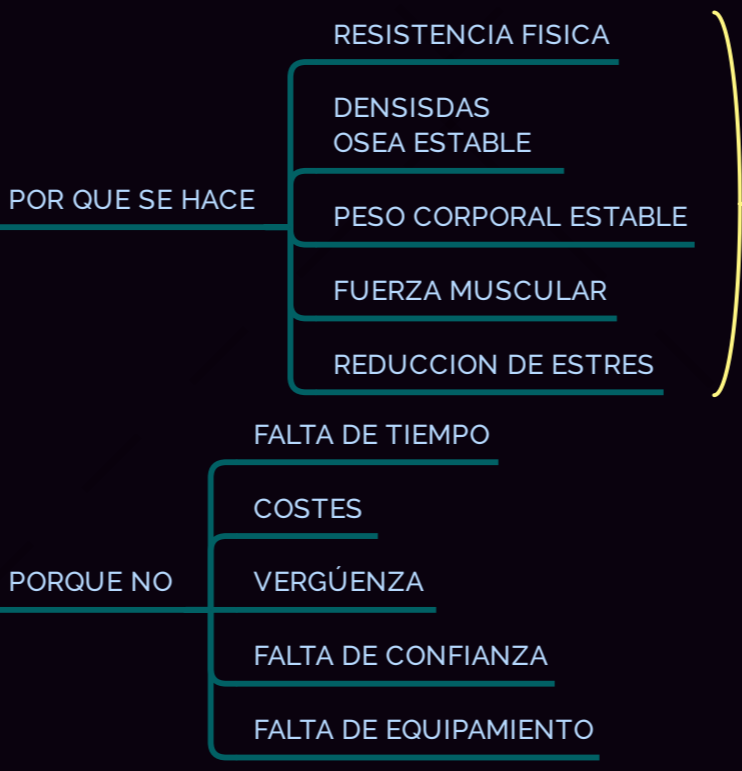 RESISTENCIA FISICA
DENSISDAS
OSEA ESTABLE
POR QUE SE HACE
PESO CORPORAL ESTABLE
FUERZA MUSCULAR
REDUCCION DE ESTRES
FALTA DE TIEMPO
COSTES
PORQUE NO
VERGÚENZA
FALTA DE CONFIANZA
FALTA DE EQUIPAMIENTO